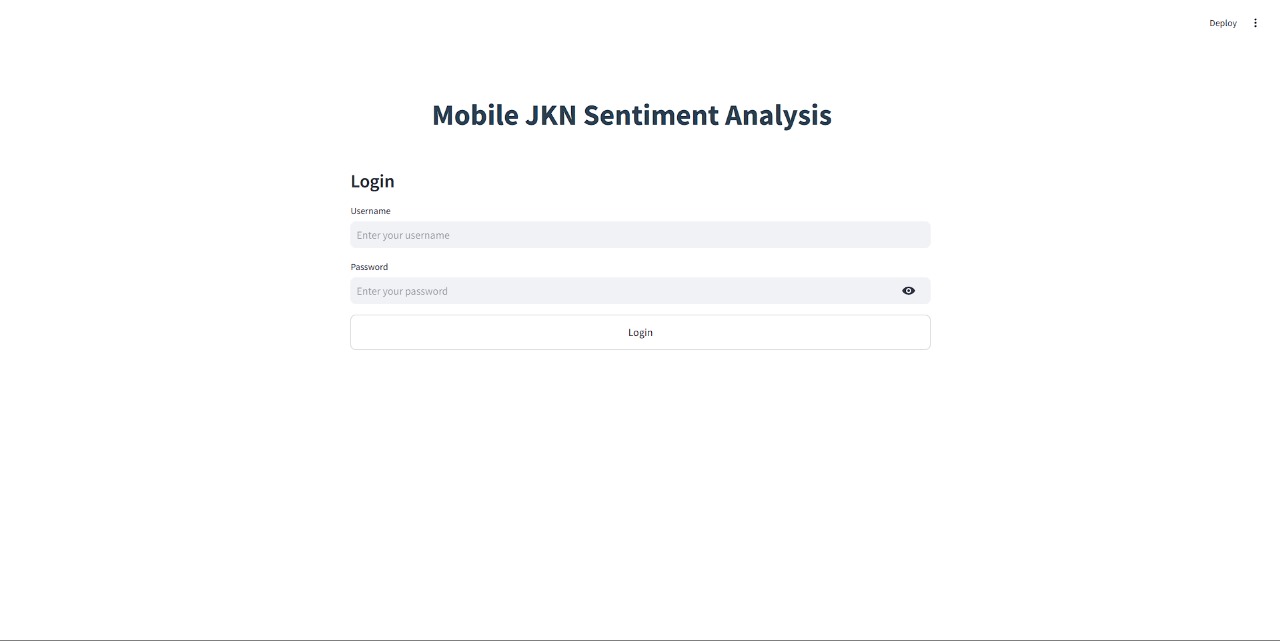 Deploy
Mobile JKN Sentiment Analysis
Login
Username
Enter your username
Password
Enter your password
Login